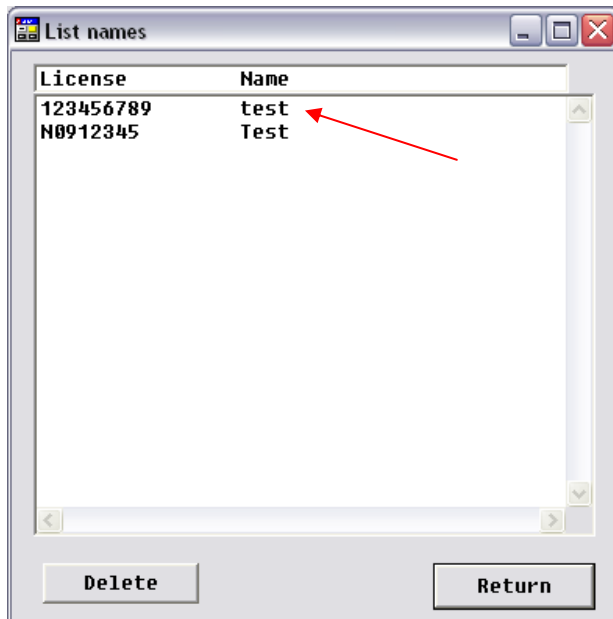 List names
License Name
123456789 test
N0912345 Test
Delete Return